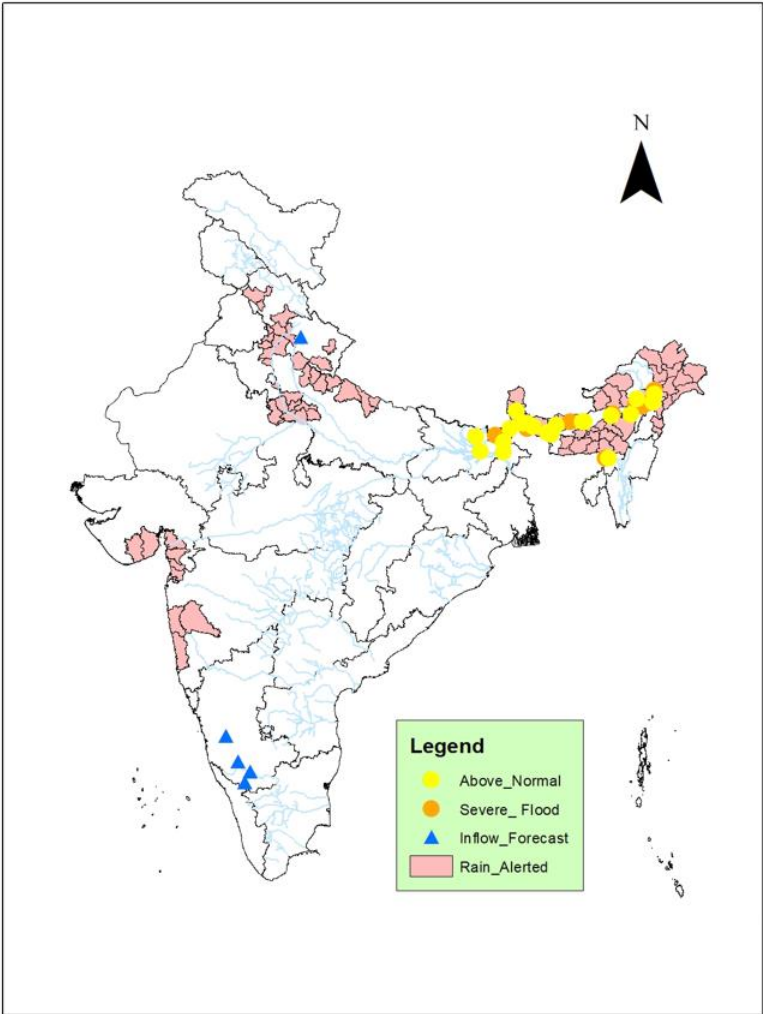 N
Legend
Above_Normal
Severe_ Flood
Inflow_Forecast
Rain_Alerted